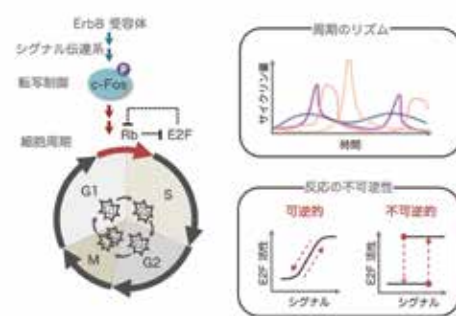 ErbB 受容体
シグナル伝達系
転写制御
P
c-Fos
Rb
E2F
細胞周期
G1
S
M
G2
周期のリズム
サイクリン量
時間
反応の不可逆性
可逆的
不可逆的
E2F 活性
シグナル
E2F 活性
シグナル